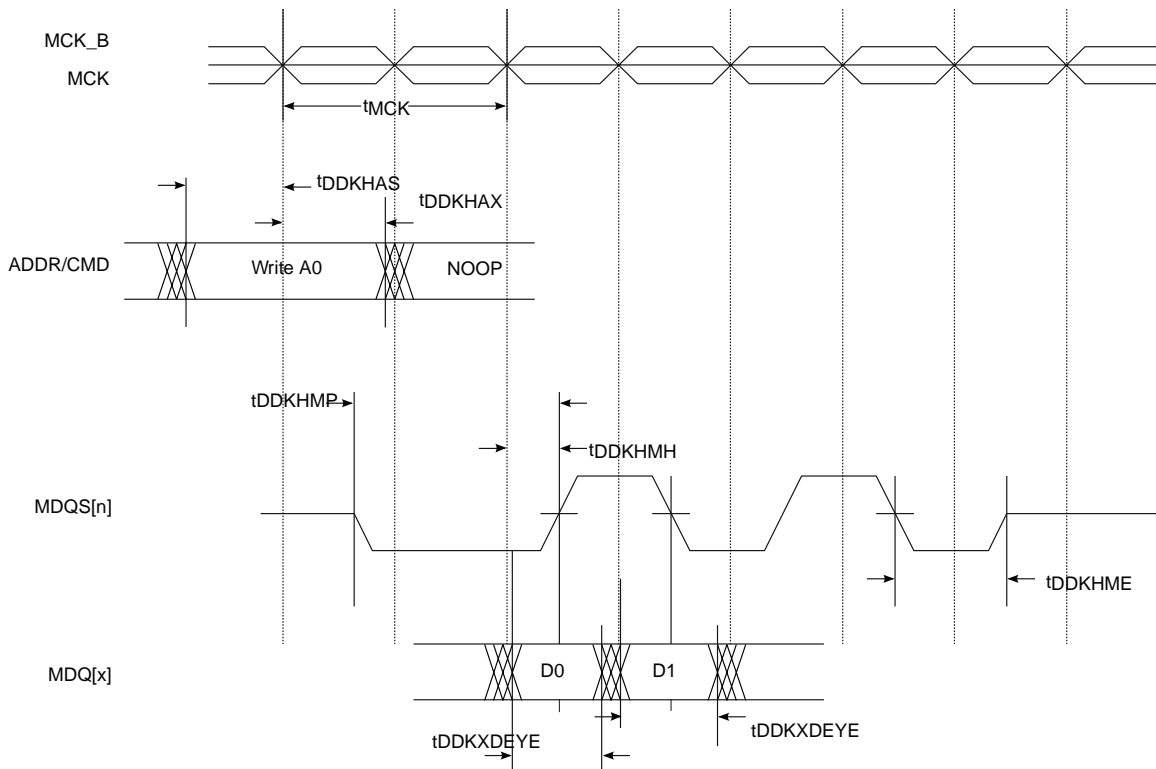 MCK_B
MCK
tMCK
tDDKHAS
tDDKHAX
ADDR/CMD
Write A0
NOOP
tDDKHMP
tDDKHMH
MDQS[n]
tDDKHME
MDQ[x]
D0
D1
tDDKXDEYE
tDDKXDEYE